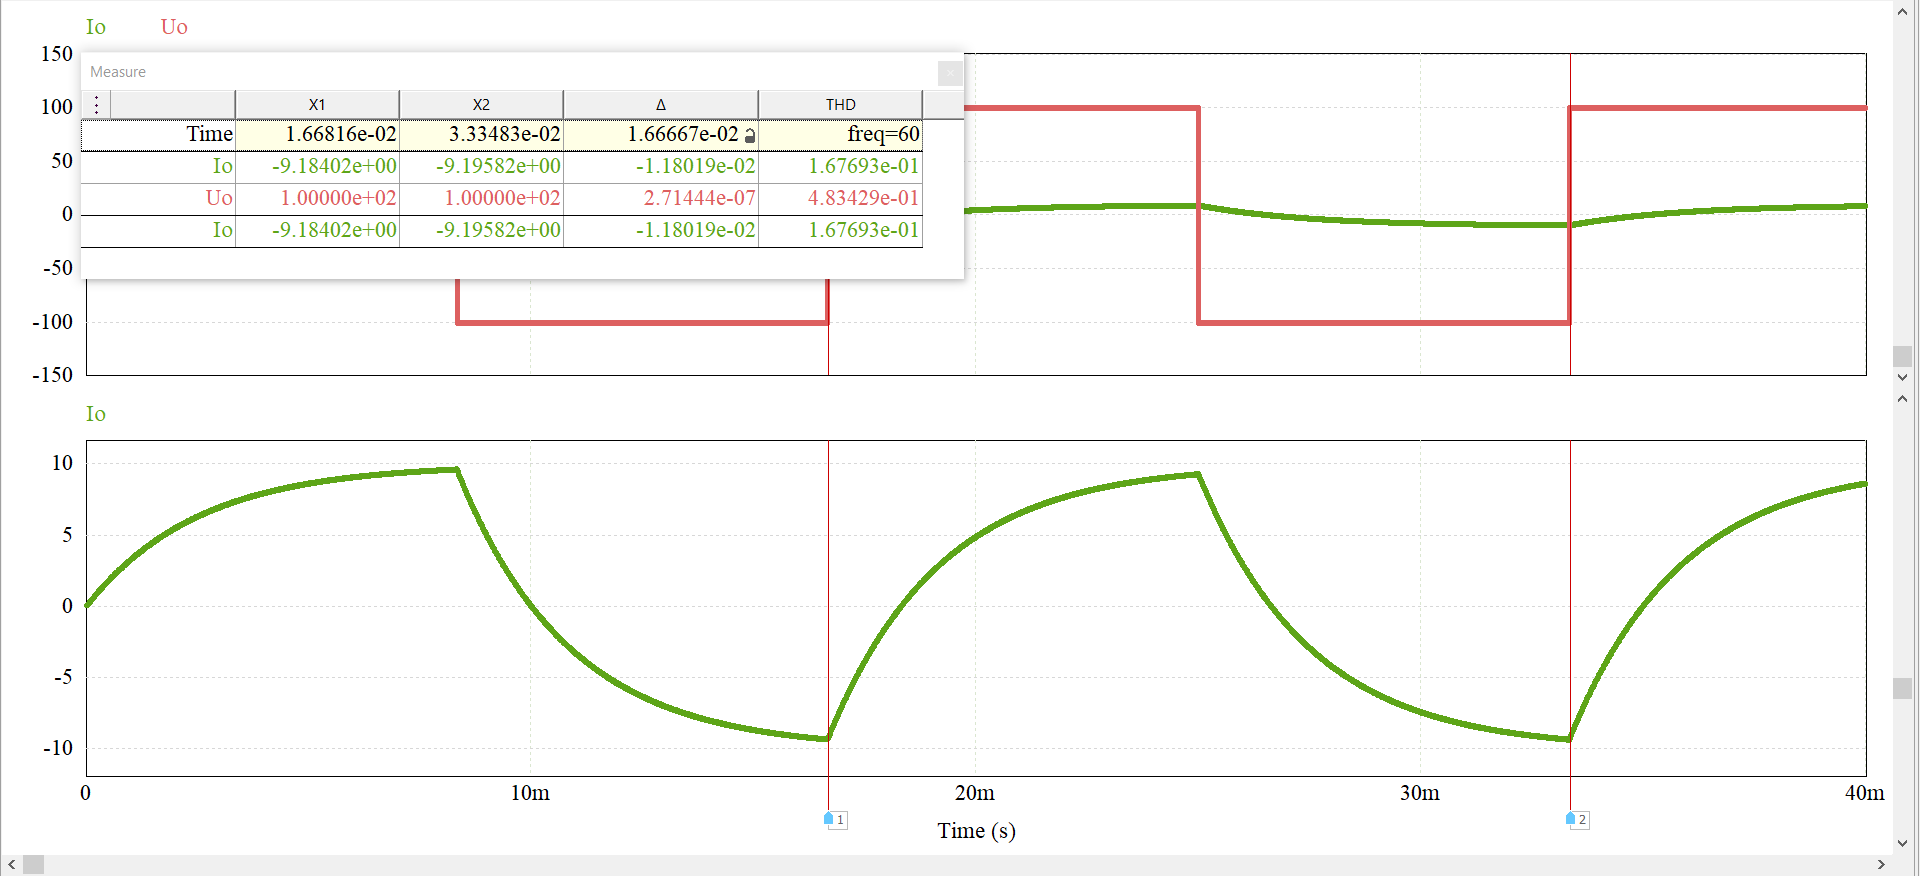 Io Uo
150
Measure
100
X1 X2 Δ THD
Time 1.66816e-02 3.33483e-02 1.66667e-02 freq=60
50
Io -9.18402e+00 -9.19582e+00 -1.18019e-02 1.67693e-01
Uo 1.00000e+02 1.00000e+02 2.71444e-07 4.83429e-01
0
Io -9.18402e+00 -9.19582e+00 -1.18019e-02 1.67693e-01
-50
-100
-150
Io
10
5
0
-5
-10
0 10m 20m 30m 40m
1 2
Time (s)